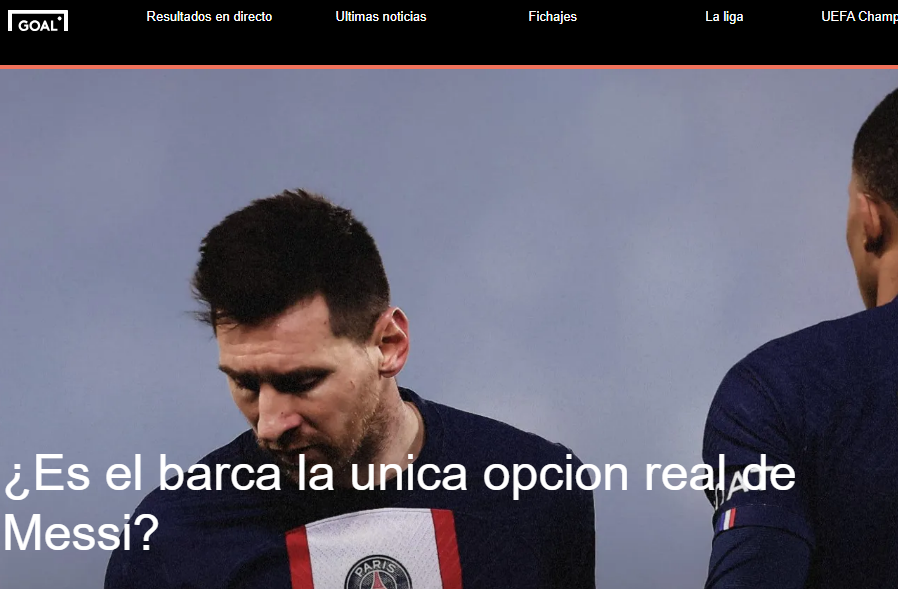 GOAL
Resultados en directo
Ultimas noticias
Fichajes
La liga
UEFA Champ
¿Es el barca la unica opcion real de
Messi?
PARIS